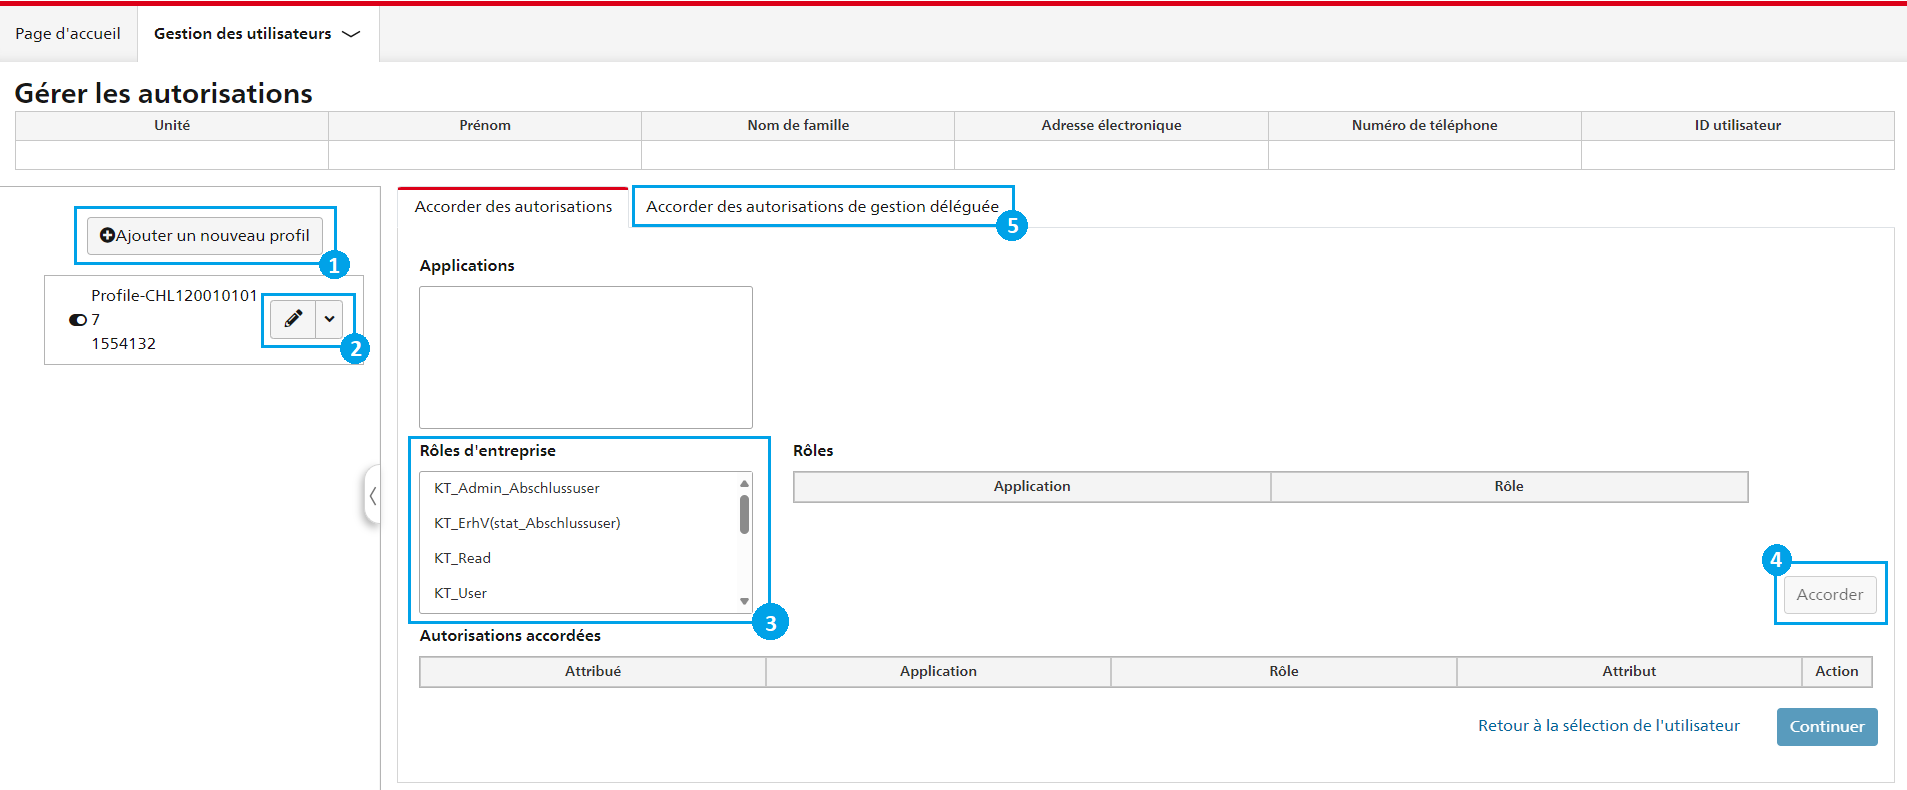 Page d'accueil
Gestion des utilisateurs
Gérer les autorisations
Unité
Prénom
Nom de famille
Adresse électronique
Numéro de téléphone
ID utilisateur
Ajouter un nouveau profil
1
Profile-CHL120010101
7
1554132
2
Accorder des autorisations
Accorder des autorisations de gestion déléguée
5
Applications
Rôles d'entreprise
KT_Admin_Abschlussuser
KT_ErhV(stat_Abschlussuser)
KT_Read
KT_User
3
Rôles
Application
Rôle
4
Accorder
Autorisations accordées
Attribué
Application
Rôle
Attribut
Action
Retour à la sélection de l'utilisateur
Continuer